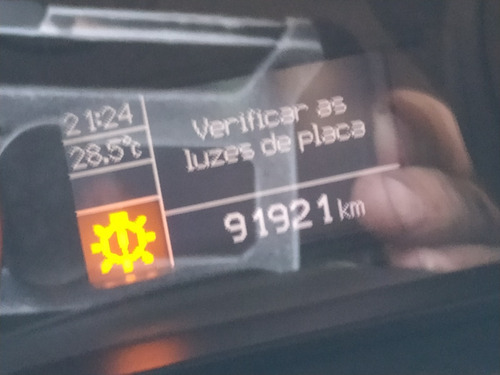 21:24
28.5°c
Verificar as
luzes de placa
91921 km